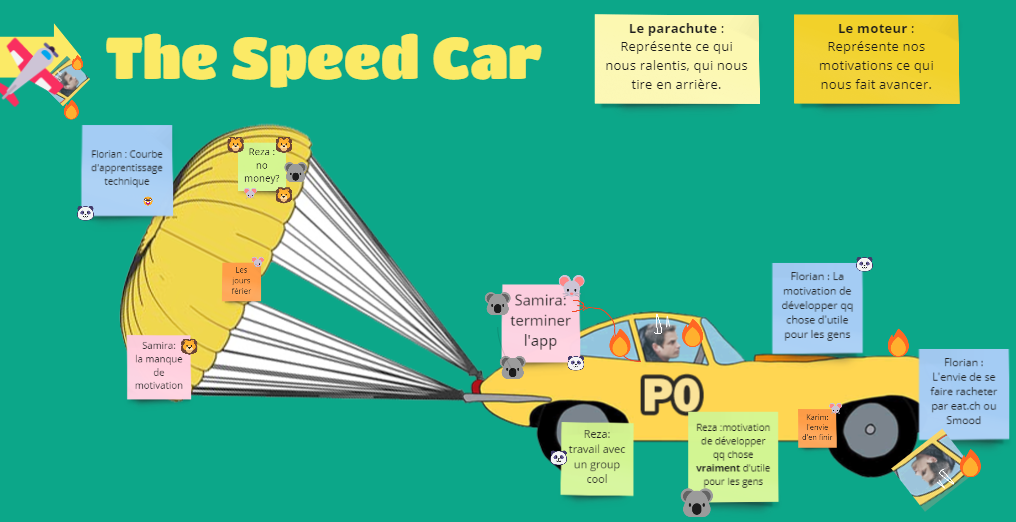 The Speed Car
Le parachute :
Représente ce qui
nous ralentis, qui nous
tire en arrière.
Le moteur :
Représente nos
motivations ce qui
nous fait avancer.
Florian : Courbe
d'apprentissage
technique
Reza :
no
money?
Les
jours
férier
Samira:
la manque
de
motivation
Samira:
terminer
l'app
Florian : La
motivation de
développer qq
chose d'utile
pour les gens
Florian :
L'envie de se
faire racheter
par eat.ch ou
Smood
PO
Reza:
travail avec
un group
cool
Reza :motivation
de développer
qq chose
vraiment d'utile
pour les gens
Karim:
l'envie
d'en finir